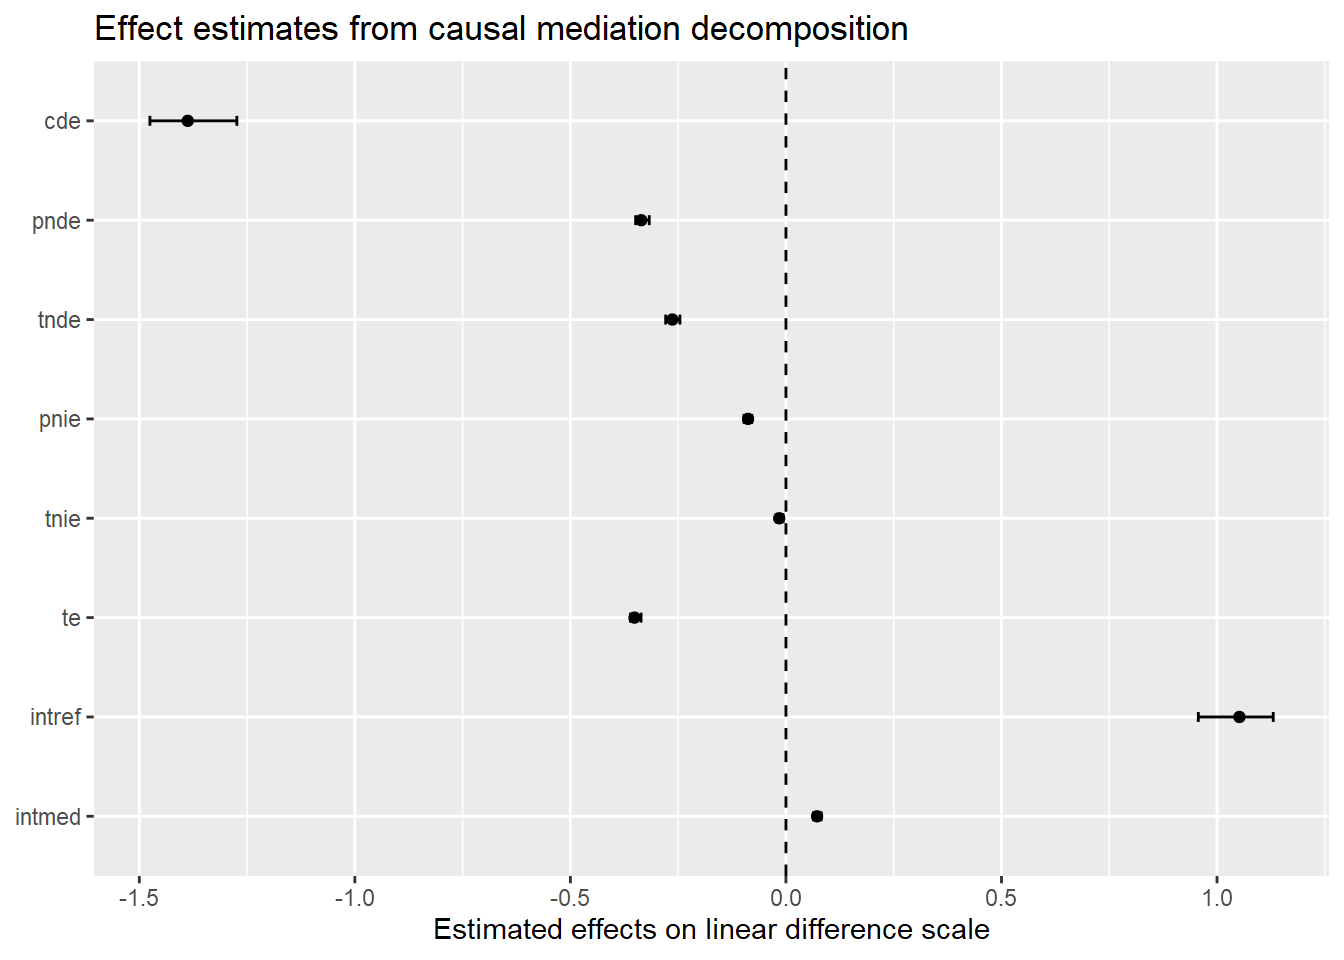 Effect estimates from causal mediation decomposition
cde
pnde
tnde
pnie
tnie
te
intref
intmed
-1.5 -1.0 -0.5 0.0 0.5 1.0
Estimated effects on linear difference scale